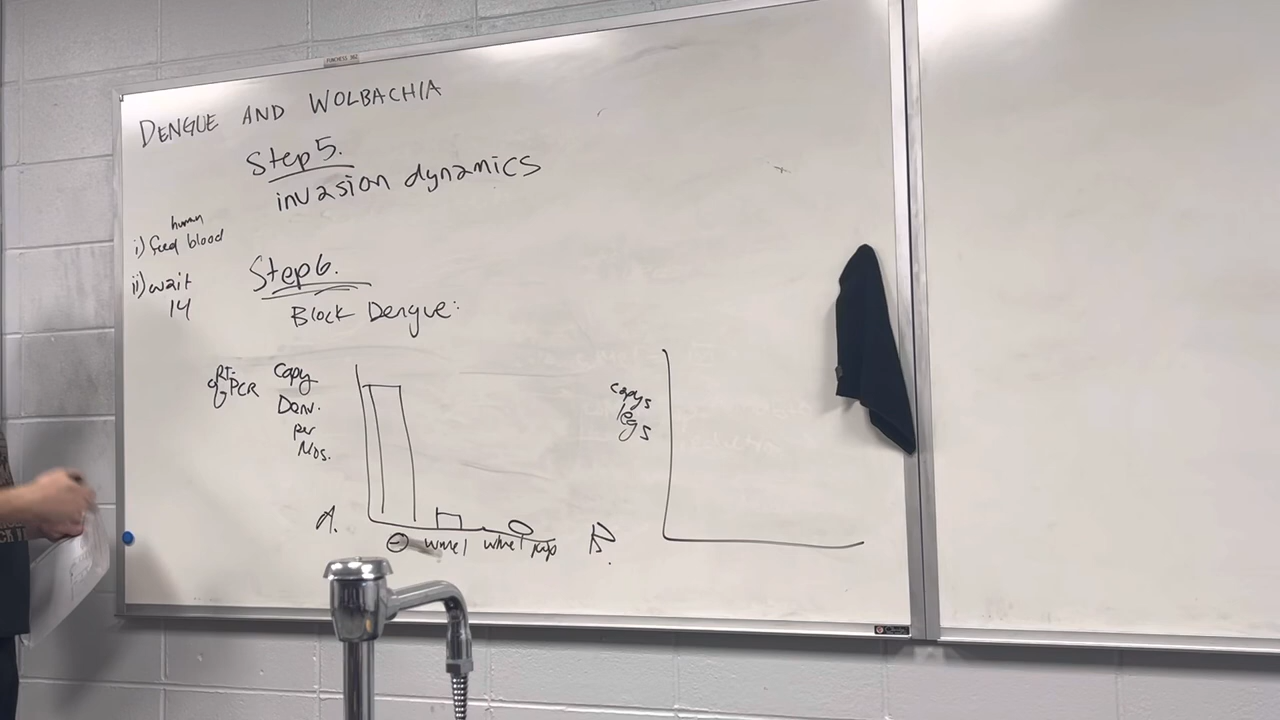 DENGUE AND WOLBACHIA
Step 5.
invasion dynamics
human
i) feed blood
ii) wait
14
Step 6.
Block Dengue:
qRT-PCR
Copy
Denv.
per
Mos.
A.
⊖ wMel wMel pop
copys
legs
B.